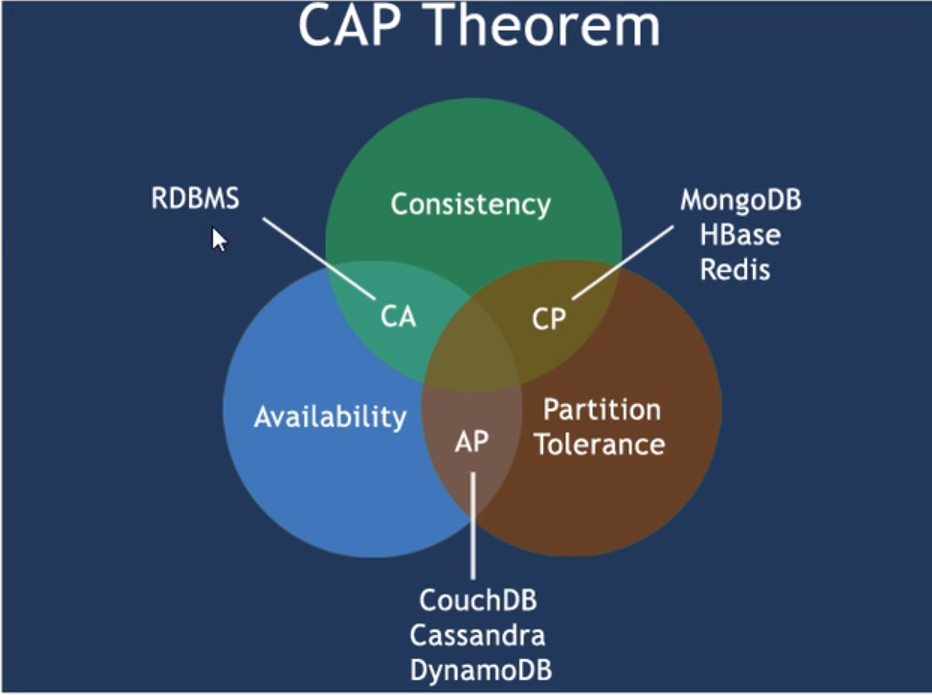 CAP Theorem
RDBMS
Consistency
MongoDB
HBase
Redis
CA
CP
Availability
Partition
Tolerance
AP
CouchDB
Cassandra
DynamoDB